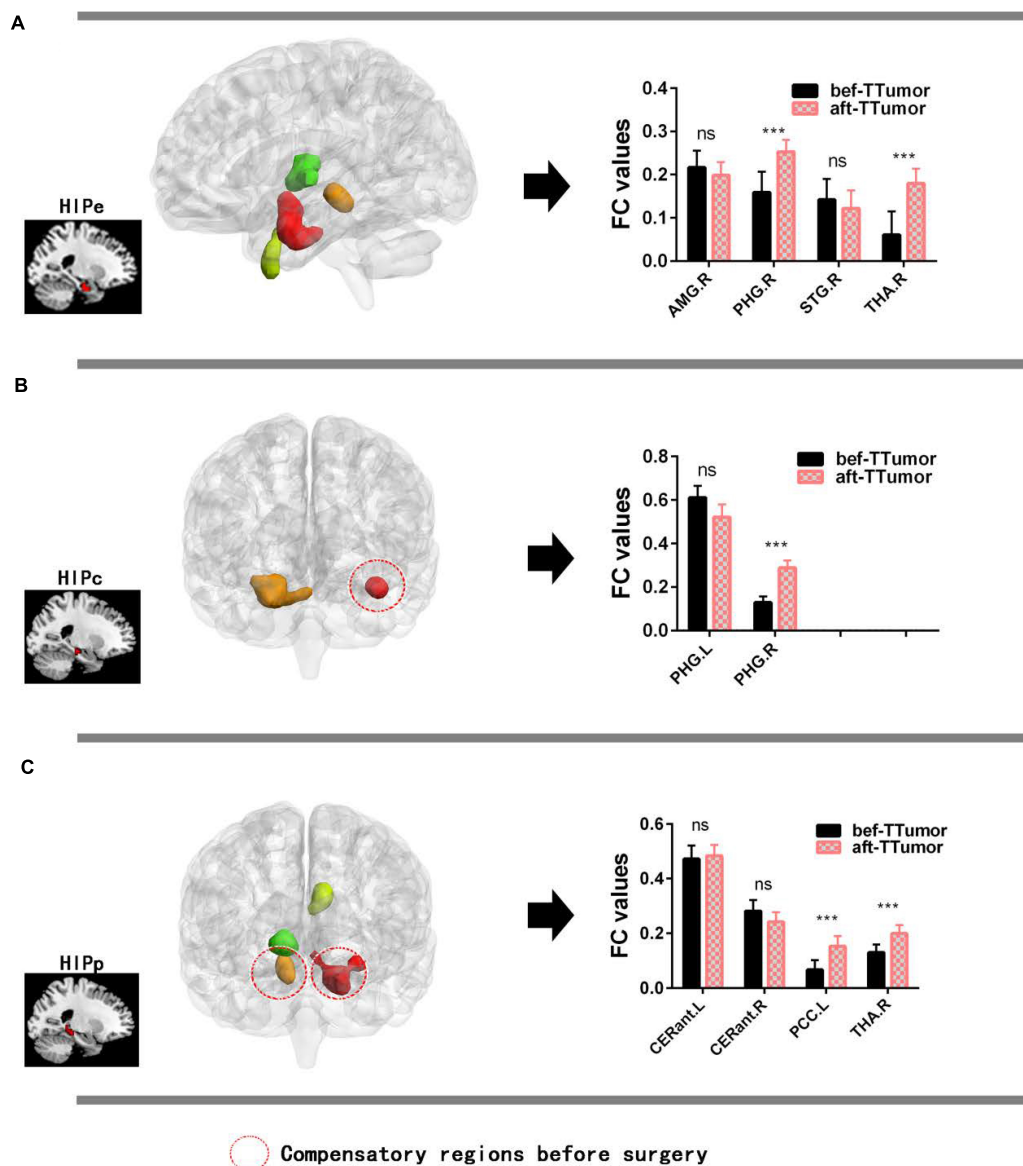 A
HIPe
bef-TTumor
aft-TTumor
FC values
0.4
0.3
0.2
0.1
0.0
ns
***
ns
***
AMG.R
PHG.R
STG.R
THA.R
B
HIPc
bef-TTumor
aft-TTumor
FC values
0.8
0.6
0.4
0.2
0.0
ns
***
PHG.L
PHG.R
C
HIPp
bef-TTumor
aft-TTumor
FC values
0.6
0.4
0.2
0.0
ns
ns
***
***
CERant.L
CERant.R
PCC.L
THA.R
Compensatory regions before surgery